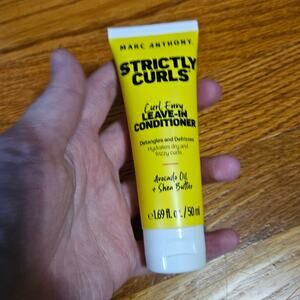 MARC ANTHONY.
STRICTLY
CURLS
Curl Envy
LEAVE-IN
CONDITIONER
Detangles and Defrizzes
Hydrates dry and
frizzy curls
Avocado Oil
+ Shea Butter
e1.69 fl. oz. / 50 ml